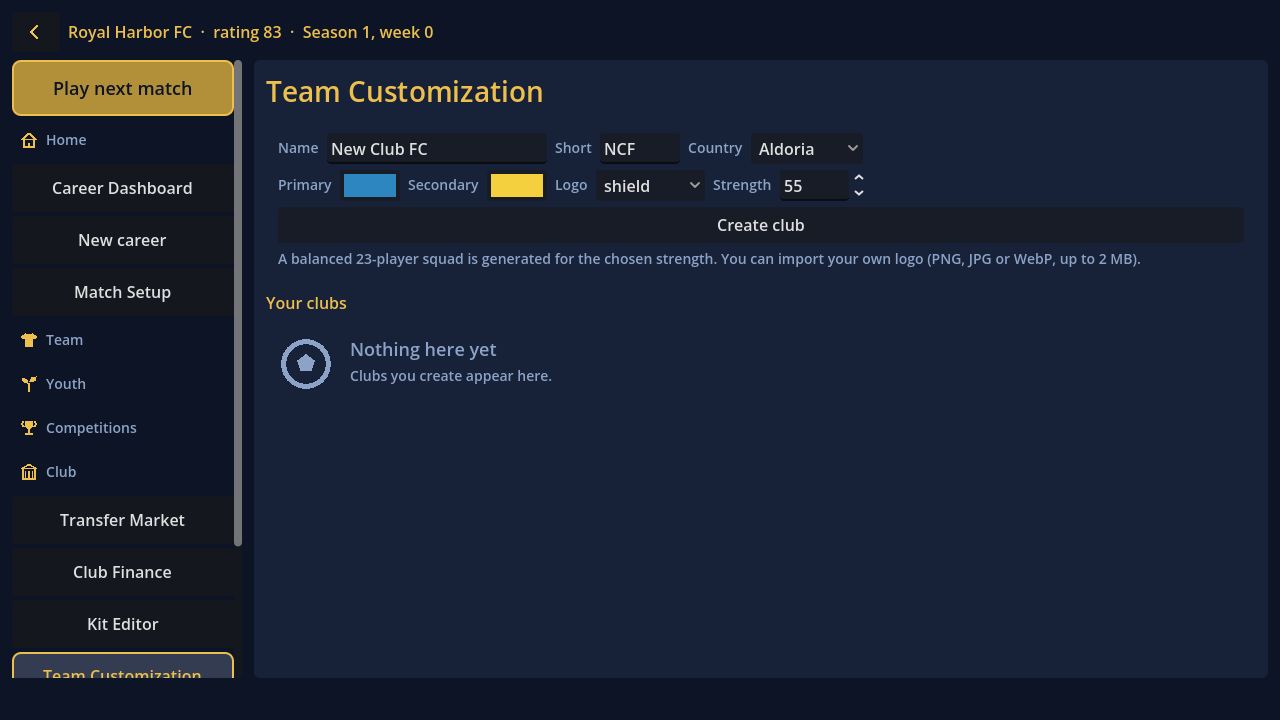 Royal Harbor FC · rating 83 · Season 1, week 0
Play next match
Home
Career Dashboard
New career
Match Setup
Team
Youth
Competitions
Club
Transfer Market
Club Finance
Kit Editor
Team Customization
Team Customization
Name New Club FC Short NCF Country Aldoria
Primary Secondary Logo shield Strength 55
Create club
A balanced 23-player squad is generated for the chosen strength. You can import your own logo (PNG, JPG or WebP, up to 2 MB).
Your clubs
Nothing here yet
Clubs you create appear here.